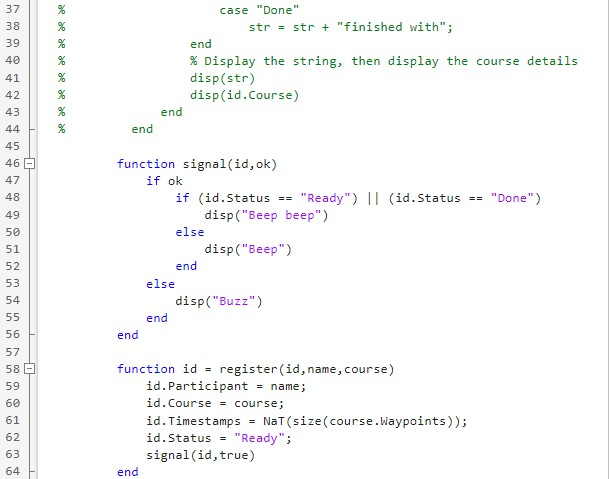 37 % case "Done"
38 % str = str + "finished with";
39 % end
40 % % Display the string, then display the course details
41 % disp(str)
42 % disp(id.Course)
43 % end
44 % end
45
46 function signal(id,ok)
47 if ok
48 if (id.Status == "Ready") || (id.Status == "Done")
49 disp("Beep beep")
50 else
51 disp("Beep")
52 end
53 else
54 disp("Buzz")
55 end
56 end
57
58 function id = register(id,name,course)
59 id.Participant = name;
60 id.Course = course;
61 id.Timestamps = NaT(size(course.Waypoints));
62 id.Status = "Ready";
63 signal(id,true)
64 end